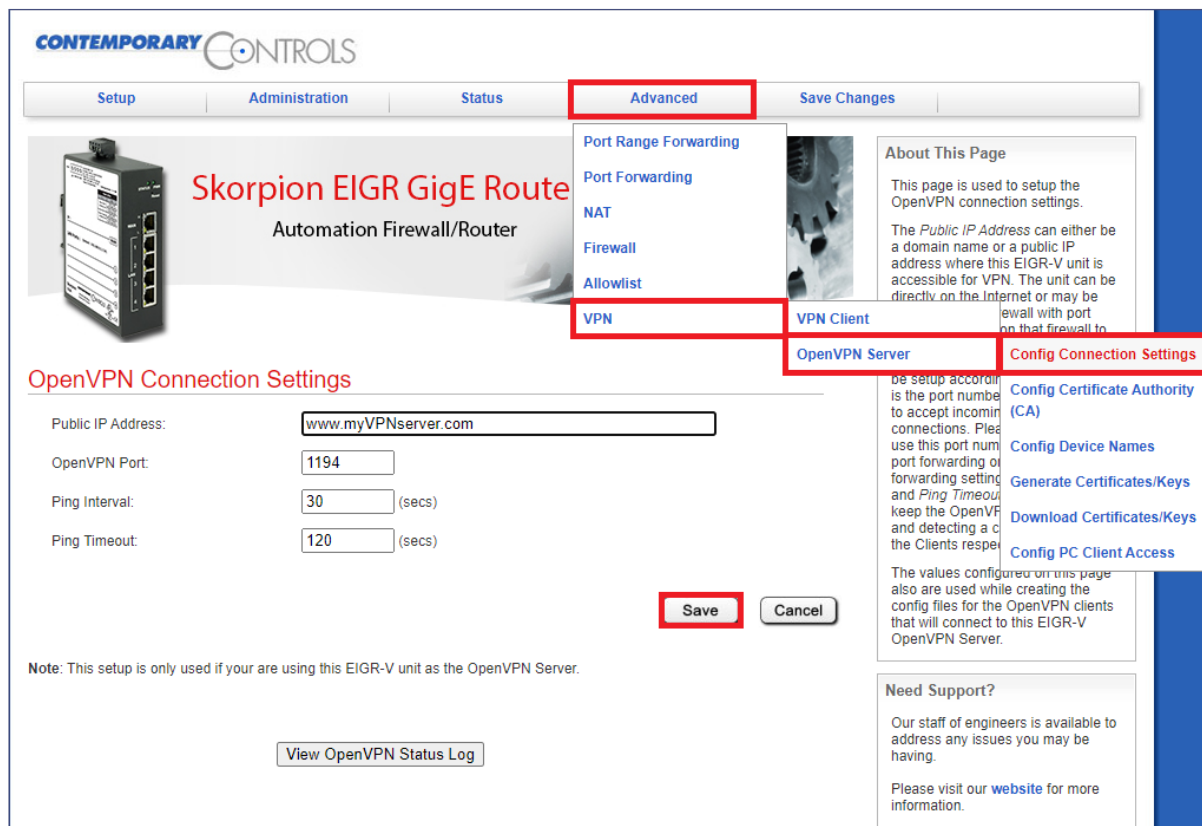 CONTEMPORARY CONTROLS
Setup
Administration
Status
Advanced
Save Changes
Port Range Forwarding
Port Forwarding
NAT
Firewall
Allowlist
VPN
VPN Client
OpenVPN Server
Config Connection Settings
Config Certificate Authority
(CA)
Config Device Names
Generate Certificates/Keys
Download Certificates/Keys
Config PC Client Access
Skorpion EIGR GigE Route
Automation Firewall/Router
OpenVPN Connection Settings
Public IP Address:
www.myVPNserver.com
OpenVPN Port:
1194
Ping Interval:
30 (secs)
Ping Timeout:
120 (secs)
Save
Cancel
Note: This setup is only used if your are using this EIGR-V unit as the OpenVPN Server.
View OpenVPN Status Log
About This Page
This page is used to setup the
OpenVPN connection settings.
The Public IP Address can either be
a domain name or a public IP
address where this EIGR-V unit is
accessible for VPN. The unit can be
directly on the Internet or may be
ewall with port
on that firewall to
be setup accordin
is the port numbe
to accept incomin
connections. Plea
use this port num
port forwarding or
forwarding setting
and Ping Timeou
keep the OpenVP
and detecting a c
the Clients respe
The values configured on this page
also are used while creating the
config files for the OpenVPN clients
that will connect to this EIGR-V
OpenVPN Server.
Need Support?
Our staff of engineers is available to
address any issues you may be
having.
Please visit our website for more
information.